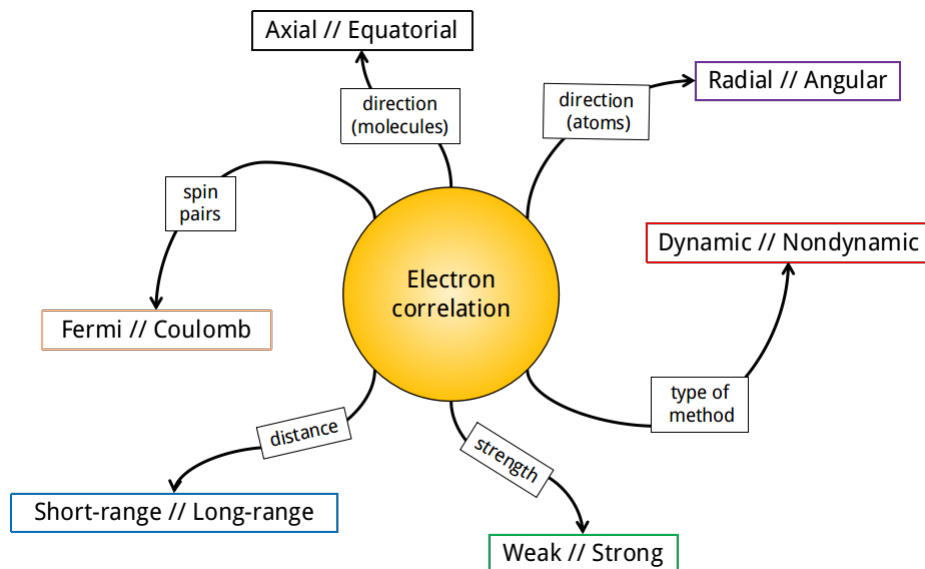 Axial // Equatorial
direction
(molecules)
direction
(atoms)
Radial // Angular
spin
pairs
Fermi // Coulomb
Electron
correlation
Dynamic // Nondynamic
type of
method
distance
Short-range // Long-range
strength
Weak // Strong